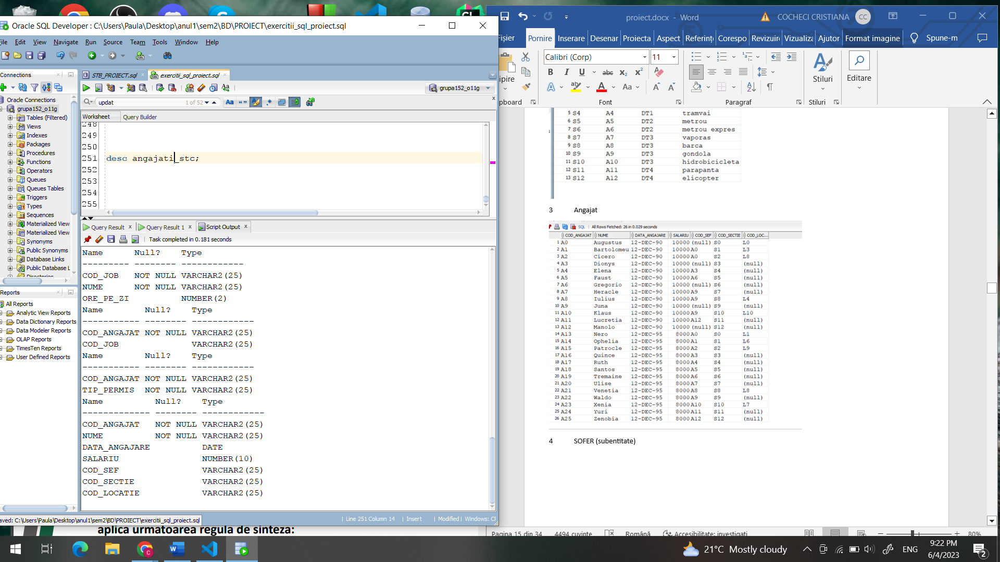 Oracle SQL Developer : C:\Users\Paula\Desktop\anul1\sem2\BD\PROIECT\exercitii_sql_proiect.sql
File Edit View Navigate Run Source Team Tools Window Help
Connections
STB_PROIECT.sql
exercitii_sql_proiect.sql
grupa152_o11g
updat
1 of 52
Worksheet Query Builder
Oracle Connections
grupa152_o11g
Tables (Filtered)
Views
Indexes
Packages
Procedures
Functions
Operators
Queues
Queues Tables
Triggers
Types
Sequences
Materialized View
Materialized View
Synonyms
Public Synonyms
Database Links
Public Database L
Directories
248
249
250
251 desc angajati_stc;
252
253
254
255
Query Result Query Result 1 Script Output
Task completed in 0.181 seconds
Name Null? Type
--------- -------- ------------
COD_JOB NOT NULL VARCHAR2(25)
NUME NOT NULL VARCHAR2(25)
ORE_PE_ZI NUMBER(2)
Name Null? Type
----------- -------- ------------
COD_ANGAJAT NOT NULL VARCHAR2(25)
COD_JOB VARCHAR2(25)
Name Null? Type
----------- -------- ------------
COD_ANGAJAT NOT NULL VARCHAR2(25)
TIP_PERMIS NOT NULL VARCHAR2(25)
Name Null? Type
------------- -------- ------------
COD_ANGAJAT NOT NULL VARCHAR2(25)
NUME NOT NULL VARCHAR2(25)
DATA_ANGAJARE DATE
SALARIU NUMBER(10)
COD_SEF VARCHAR2(25)
COD_SECTIE VARCHAR2(25)
COD_LOCATIE VARCHAR2(25)
Reports
All Reports
Analytic View Reports
Data Dictionary Reports
Data Modeler Reports
OLAP Reports
TimesTen Reports
User Defined Reports
aved: C:\Users\Paula\Desktop\anul1\sem2\BD\PROIECT\exercitii_sql_proiect.sql
Line 251 Column 14 Insert Modified Windows: CF
aplica urmatoarea regula de sinteza:
proiect.docx - Word
COCHECI CRISTIANA CC
Fișier Pornire Inserare Desenar Proiecta Aspect Referinț Corespo Revizuir Vizualiza Ajutor Format imagine Spune-m
Calibri (Corp) 11
ipire
pboard Font Paragraf Stiluri Stiluri Editare
5 S4 A4 DT1 tramvai
6 S5 A5 DT2 metrou
7 S6 A6 DT2 metrou expres
8 S7 A7 DT3 vaporas
9 S8 A8 DT3 barca
10 S9 A9 DT3 gondola
11 S10 A10 DT3 hidrobicicleta
12 S11 A11 DT4 parapanta
13 S12 A12 DT4 elicopter
3 Angajat
SQL | All Rows Fetched: 26 in 0.029 seconds
COD_ANGAJAT NUME DATA_ANGAJARE SALARIU COD_SEF COD_SECTIE COD_LOC...
1 A0 Augustus 12-DEC-90 10000 (null) S0 L0
2 A1 Bartolomeu 12-DEC-90 10000 A0 S1 L3
3 A2 Cicero 12-DEC-90 10000 A0 S2 L8
4 A3 Dionys 12-DEC-90 10000 (null) S3 (null)
5 A4 Elena 12-DEC-90 10000 A3 S4 (null)
6 A5 Faust 12-DEC-90 10000 A6 S5 (null)
7 A6 Gregorio 12-DEC-90 10000 (null) S6 (null)
8 A7 Heracle 12-DEC-90 10000 A9 S7 (null)
9 A8 Iulius 12-DEC-90 10000 A9 S8 L4
10 A9 Juna 12-DEC-90 10000 (null) S9 (null)
11 A10 Klaus 12-DEC-90 10000 A9 S10 L10
12 A11 Lucretia 12-DEC-90 10000 A12 S11 (null)
13 A12 Manolo 12-DEC-90 10000 (null) S12 (null)
14 A13 Nero 12-DEC-95 8000 A0 S0 L1
15 A14 Ophelia 12-DEC-95 8000 A1 S1 L6
16 A15 Patrocle 12-DEC-95 8000 A2 S2 L9
17 A16 Quince 12-DEC-95 8000 A3 S3 (null)
18 A17 Ruth 12-DEC-95 8000 A4 S4 (null)
19 A18 Santos 12-DEC-95 8000 A5 S5 (null)
20 A19 Tremaine 12-DEC-95 8000 A6 S6 (null)
21 A20 Ulise 12-DEC-95 8000 A7 S7 (null)
22 A21 Venetia 12-DEC-95 8000 A8 S8 L8
23 A22 Waldo 12-DEC-95 8000 A9 S9 (null)
24 A23 Xenia 12-DEC-95 8000 A10 S10 L7
25 A24 Yuri 12-DEC-95 8000 A11 S11 (null)
26 A25 Zenobia 12-DEC-95 8000 A12 S12 (null)
4 SOFER (subentitate)
Pagina 15 din 34 4494 cuvinte Română Accesibilitate: investigați 80%
21°C Mostly cloudy ENG 9:22 PM
6/4/2023
2